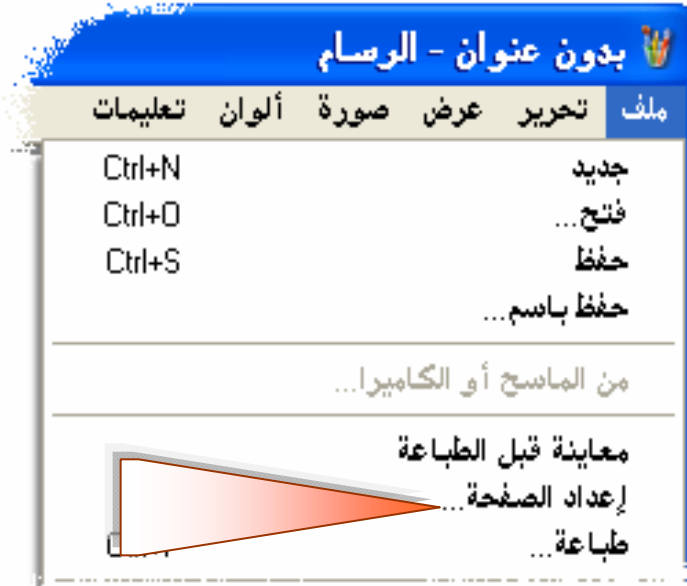 بدون عنوان - الرسام
ملف تحرير عرض صورة ألوان تعليمات
جديد Ctrl+N
فتح... Ctrl+O
حفظ Ctrl+S
حفظ باسم...
من الماسح أو الكاميرا...
معاينة قبل الطباعة
إعداد الصفحة...
طباعة...